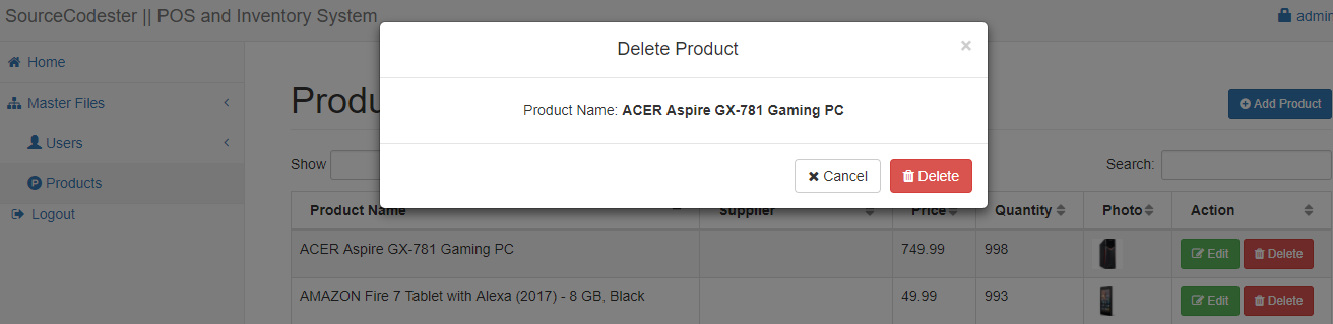 SourceCodester || POS and Inventory System
admin
Delete Product
×
Home
Master Files
Users
Products
Logout
Produ
Product Name: ACER Aspire GX-781 Gaming PC
Add Product
Show
Search:
Cancel
Delete
Product Name Supplier Price Quantity Photo Action
ACER Aspire GX-781 Gaming PC 749.99 998 Edit Delete
AMAZON Fire 7 Tablet with Alexa (2017) - 8 GB, Black 49.99 993 Edit Delete